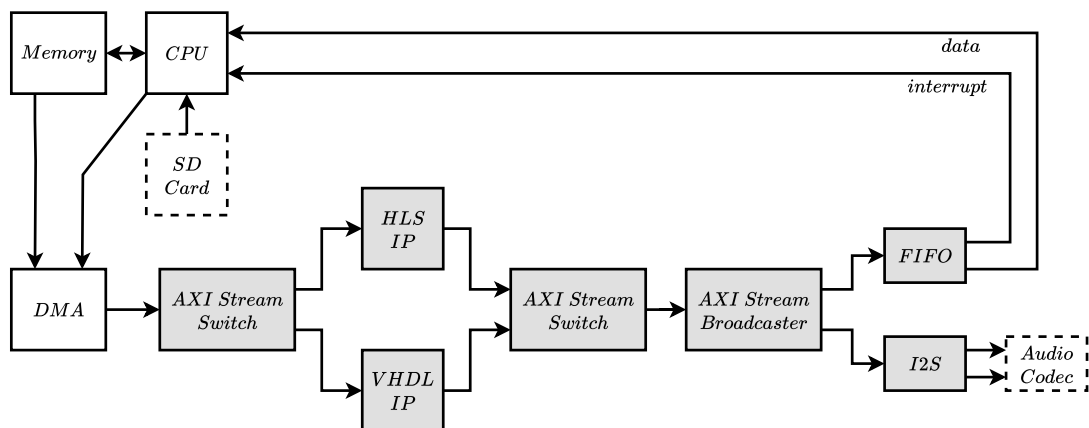 Memory
CPU
data
interrupt
SD
Card
HLS
IP
FIFO
DMA
AXI Stream
Switch
AXI Stream
Switch
AXI Stream
Broadcaster
VHDL
IP
I2S
Audio
Codec